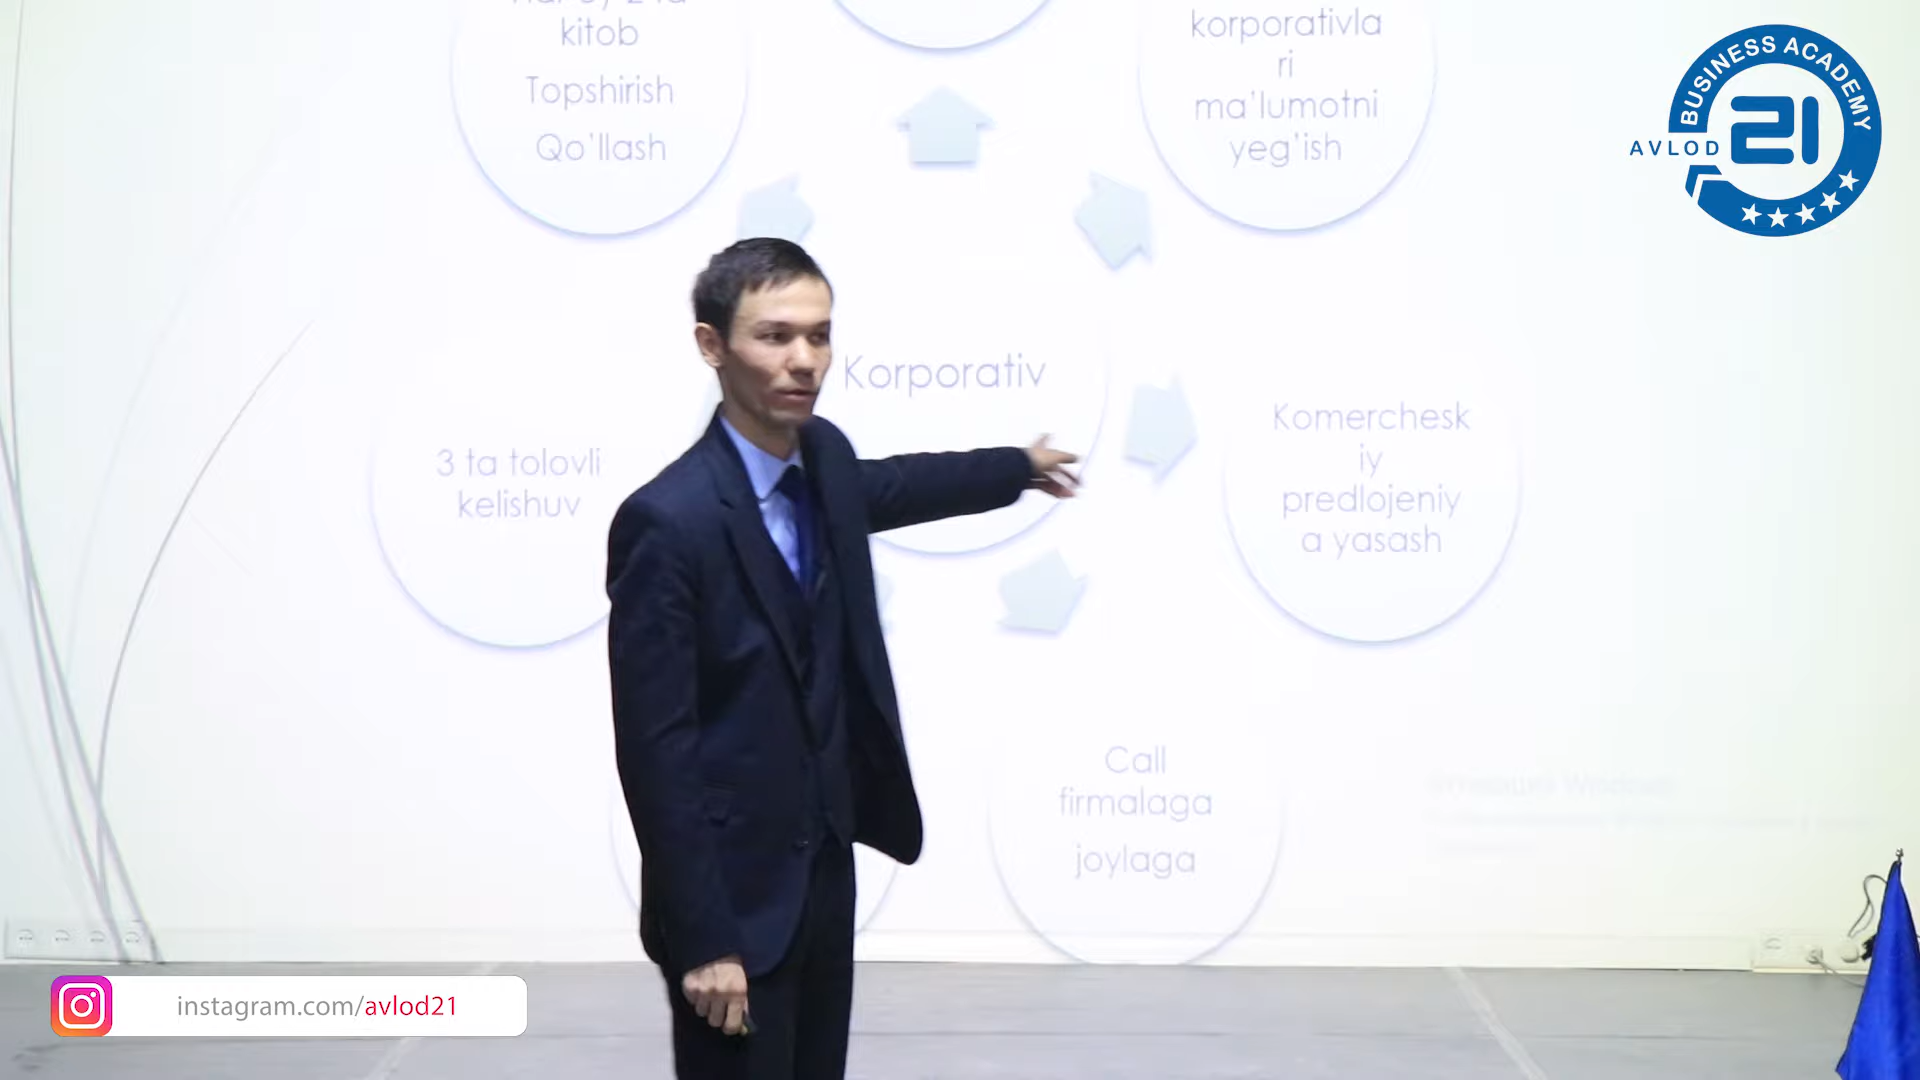 kitob
Topshirish
Qo'llash
korporativla
ri
ma'lumotni
yeg'ish
BUSINESS ACADEMY
AVLOD 21
Korporativ
3 ta tolovli
kelishuv
Komerchesk
iy
predlojeniy
a yasash
Call
firmalaga
joylaga
instagram.com/avlod21